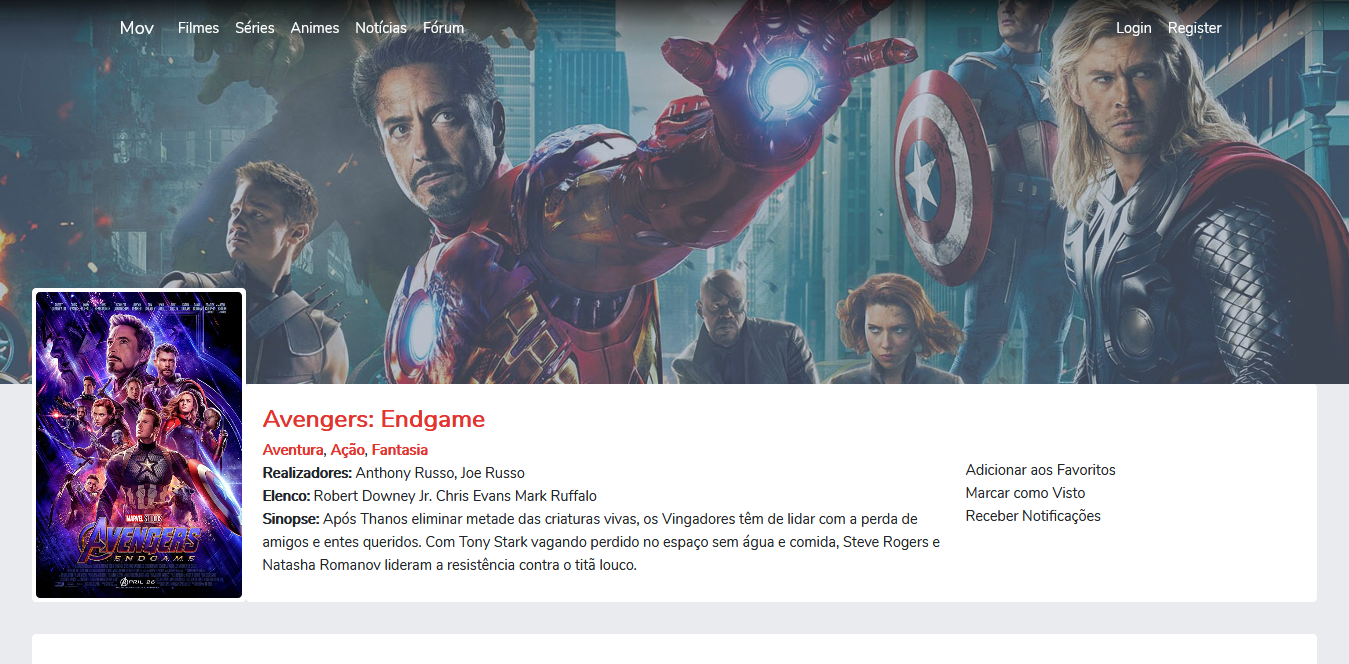 Mov Filmes Séries Animes Notícias Fórum Login Register
MARVEL STUDIOS
AVENGERS
ENDGAME
APRIL 26
Avengers: Endgame
Aventura, Ação, Fantasia
Realizadores: Anthony Russo, Joe Russo
Elenco: Robert Downey Jr. Chris Evans Mark Ruffalo
Sinopse: Após Thanos eliminar metade das criaturas vivas, os Vingadores têm de lidar com a perda de
amigos e entes queridos. Com Tony Stark vagando perdido no espaço sem água e comida, Steve Rogers e
Natasha Romanov lideram a resistência contra o titã louco.
Adicionar aos Favoritos
Marcar como Visto
Receber Notificações